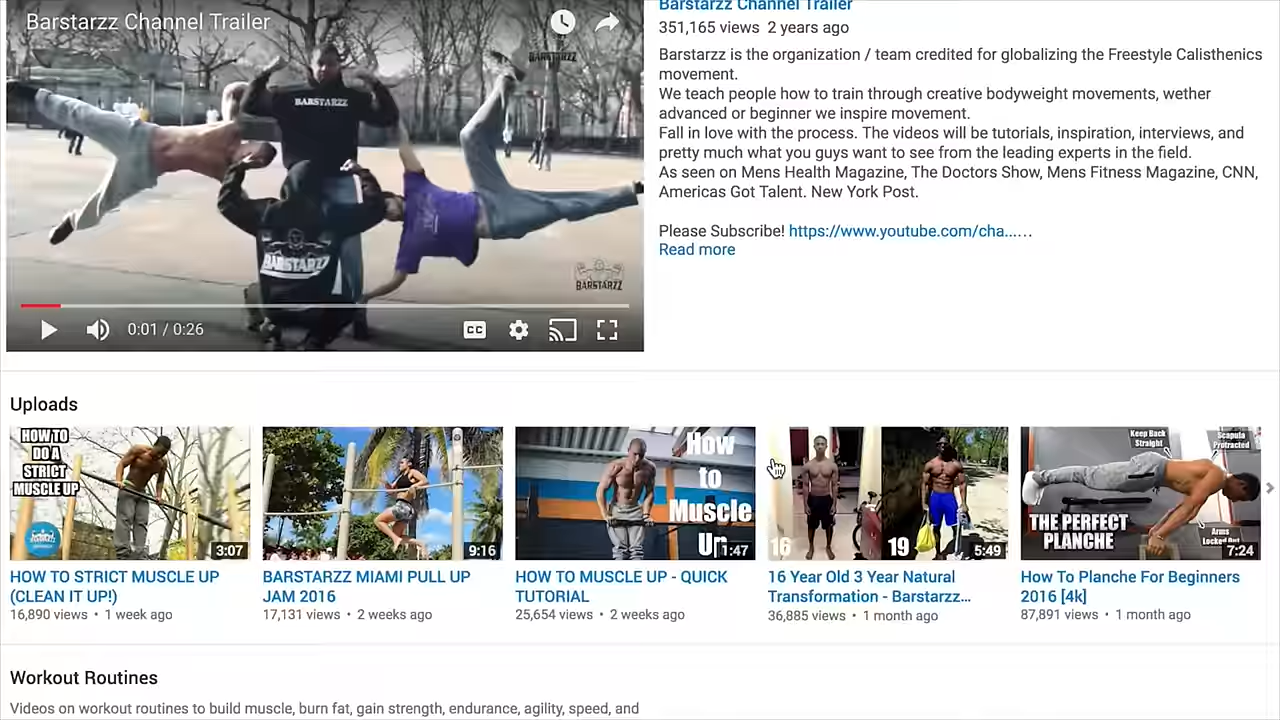 Barstarzz Channel Trailer
BARSTARZZ
BARSTARZZ
BARSTARZZ
BARSTARZZ
0:01 / 0:26
CC
Barstarzz Channel Trailer
351,165 views 2 years ago
Barstarzz is the organization / team credited for globalizing the Freestyle Calisthenics
movement.
We teach people how to train through creative bodyweight movements, wether
advanced or beginner we inspire movement.
Fall in love with the process. The videos will be tutorials, inspiration, interviews, and
pretty much what you guys want to see from the leading experts in the field.
As seen on Mens Health Magazine, The Doctors Show, Mens Fitness Magazine, CNN,
Americas Got Talent. New York Post.
Please Subscribe! https://www.youtube.com/cha...…
Read more
Uploads
HOW TO
DO A
STRICT
MUSCLE UP
3:07
HOW TO STRICT MUSCLE UP
(CLEAN IT UP!)
16,890 views • 1 week ago
9:16
BARSTARZZ MIAMI PULL UP
JAM 2016
17,131 views • 2 weeks ago
How
to
Muscle
Up
1:47
HOW TO MUSCLE UP - QUICK
TUTORIAL
25,654 views • 2 weeks ago
16
19
5:49
16 Year Old 3 Year Natural
Transformation - Barstarzz...
36,885 views • 1 month ago
Keep Back
Straight
Scapula
Protracted
THE PERFECT
PLANCHE
Arms
Locked Out
7:24
How To Planche For Beginners
2016 [4k]
87,891 views • 1 month ago
Workout Routines
Videos on workout routines to build muscle, burn fat, gain strength, endurance, agility, speed, and